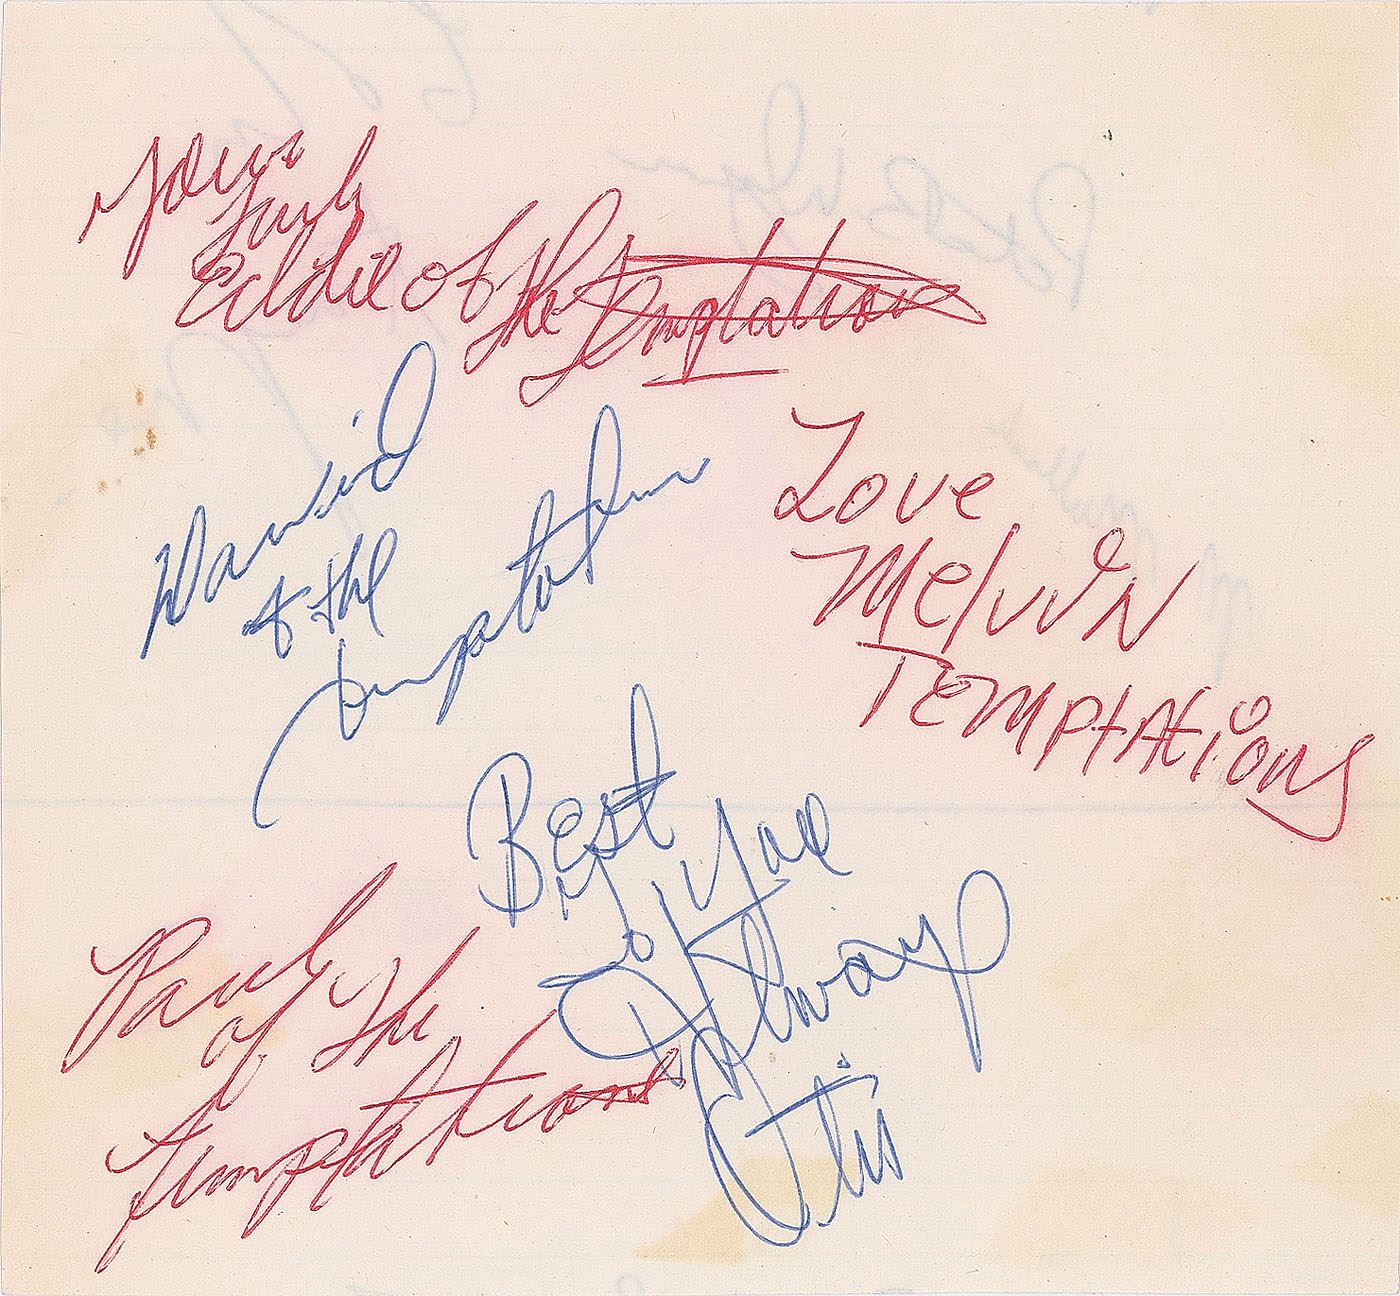 Yours
Truly
Eddie of the Temptations
David
of the
Temptations
Love
Melvin
Temptations
Best
To You
Always
Otis
Paul
of the
Temptations